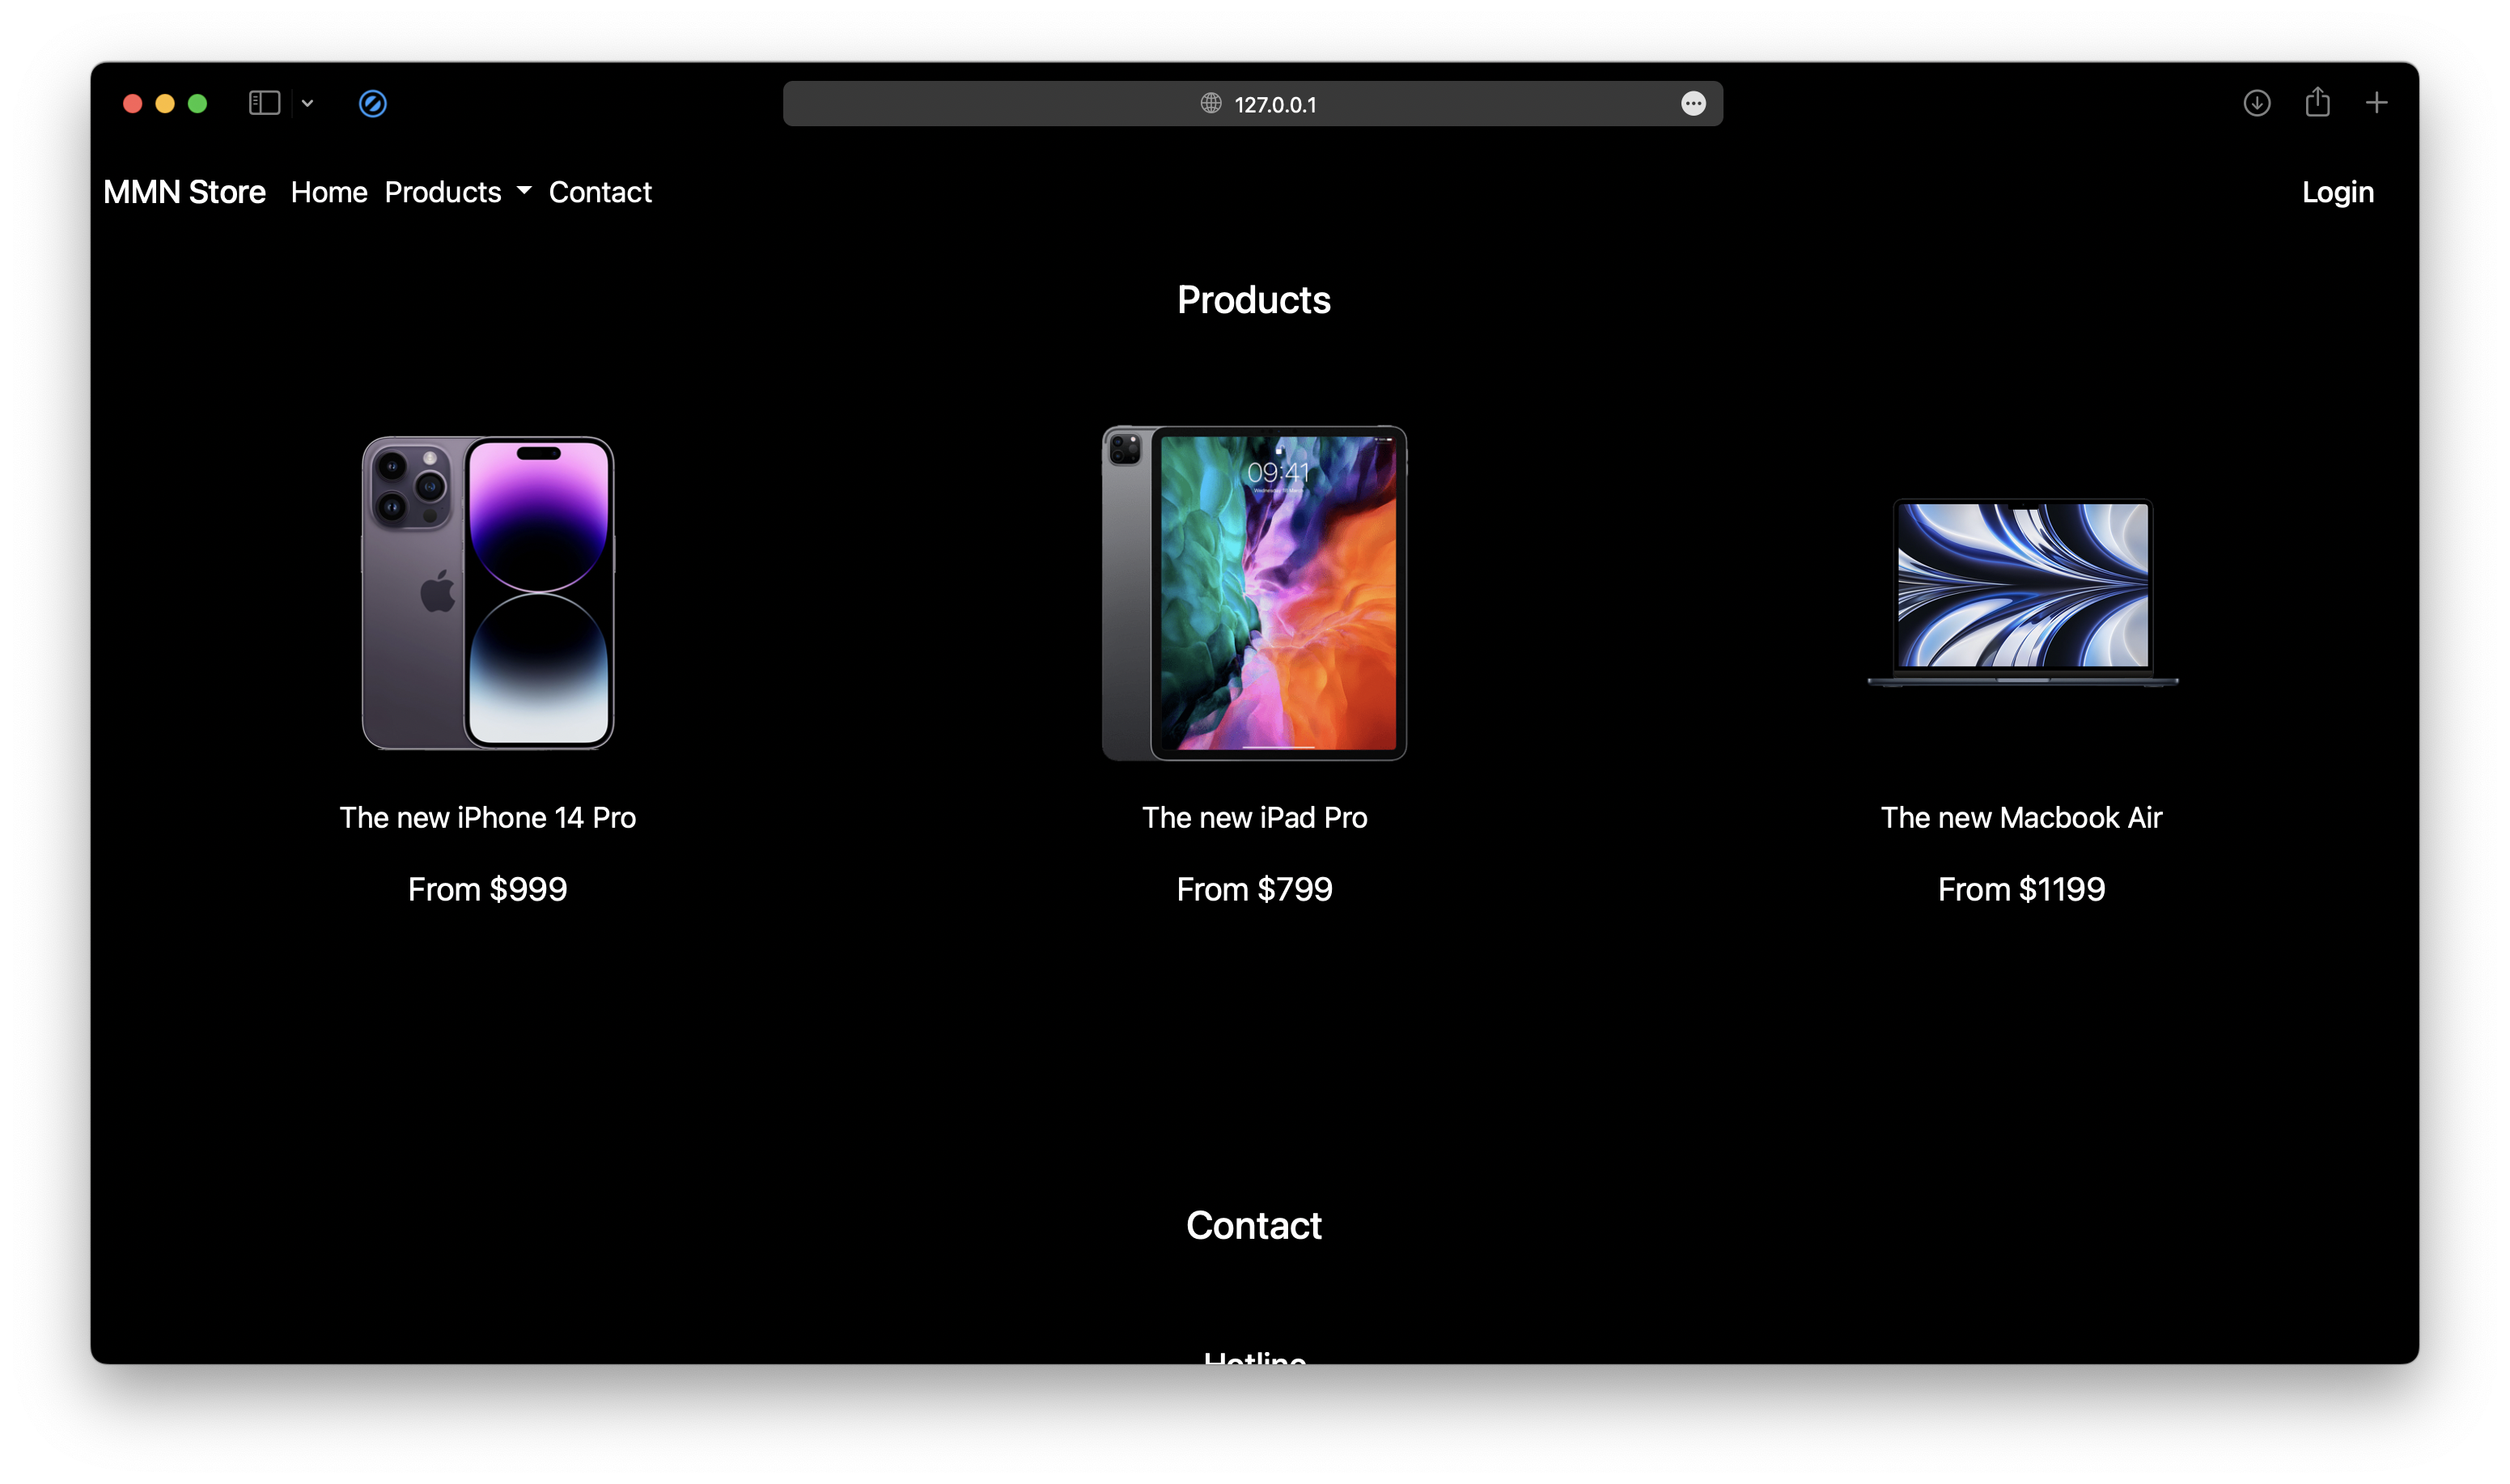 127.0.0.1
MMN Store Home Products Contact Login
Products
09:41
The new iPhone 14 Pro
The new iPad Pro
The new Macbook Air
From $999
From $799
From $1199
Contact
Hotline